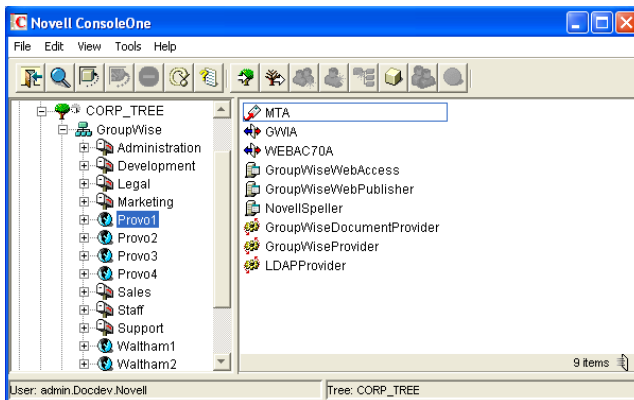 Novell ConsoleOne
File Edit View Tools Help
CORP_TREE
GroupWise
Administration
Development
Legal
Marketing
Provo1
Provo2
Provo3
Provo4
Sales
Staff
Support
Waltham1
Waltham2
MTA
GWIA
WEBAC70A
GroupWiseWebAccess
GroupWiseWebPublisher
NovellSpeller
GroupWiseDocumentProvider
GroupWiseProvider
LDAPProvider
9 items
User: admin.Docdev.Novell
Tree: CORP_TREE